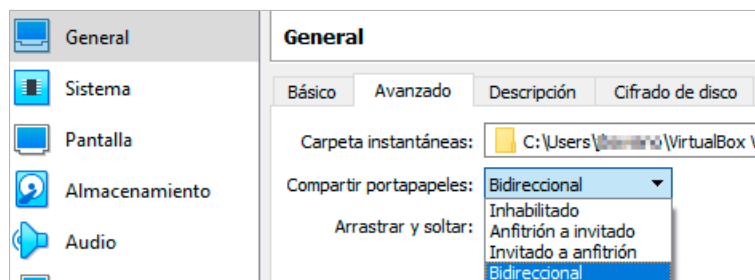 General
Sistema
Pantalla
Almacenamiento
Audio
General
Básico Avanzado Descripción Cifrado de disco
Carpeta instantáneas: C:\Users\ \VirtualBox
Compartir portapapeles: Bidireccional
Inhabilitado
Anfitrión a invitado
Invitado a anfitrión
Bidireccional
Arrastrar y soltar: